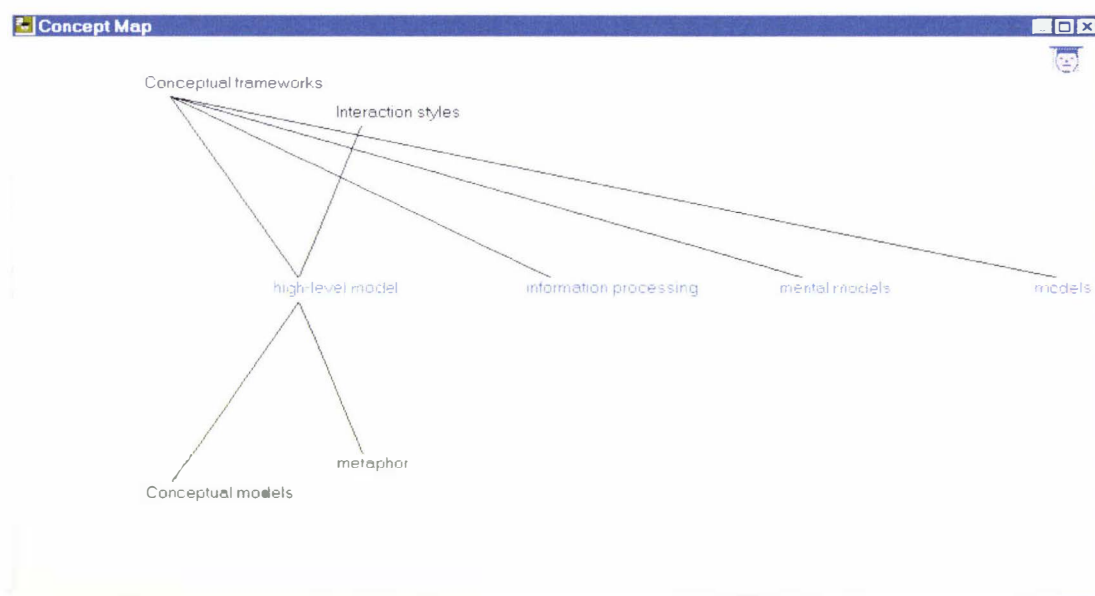 Concept Map
Conceptual frameworks
Interaction styles
high-level model information processing mental models models
metaphor
Conceptual models